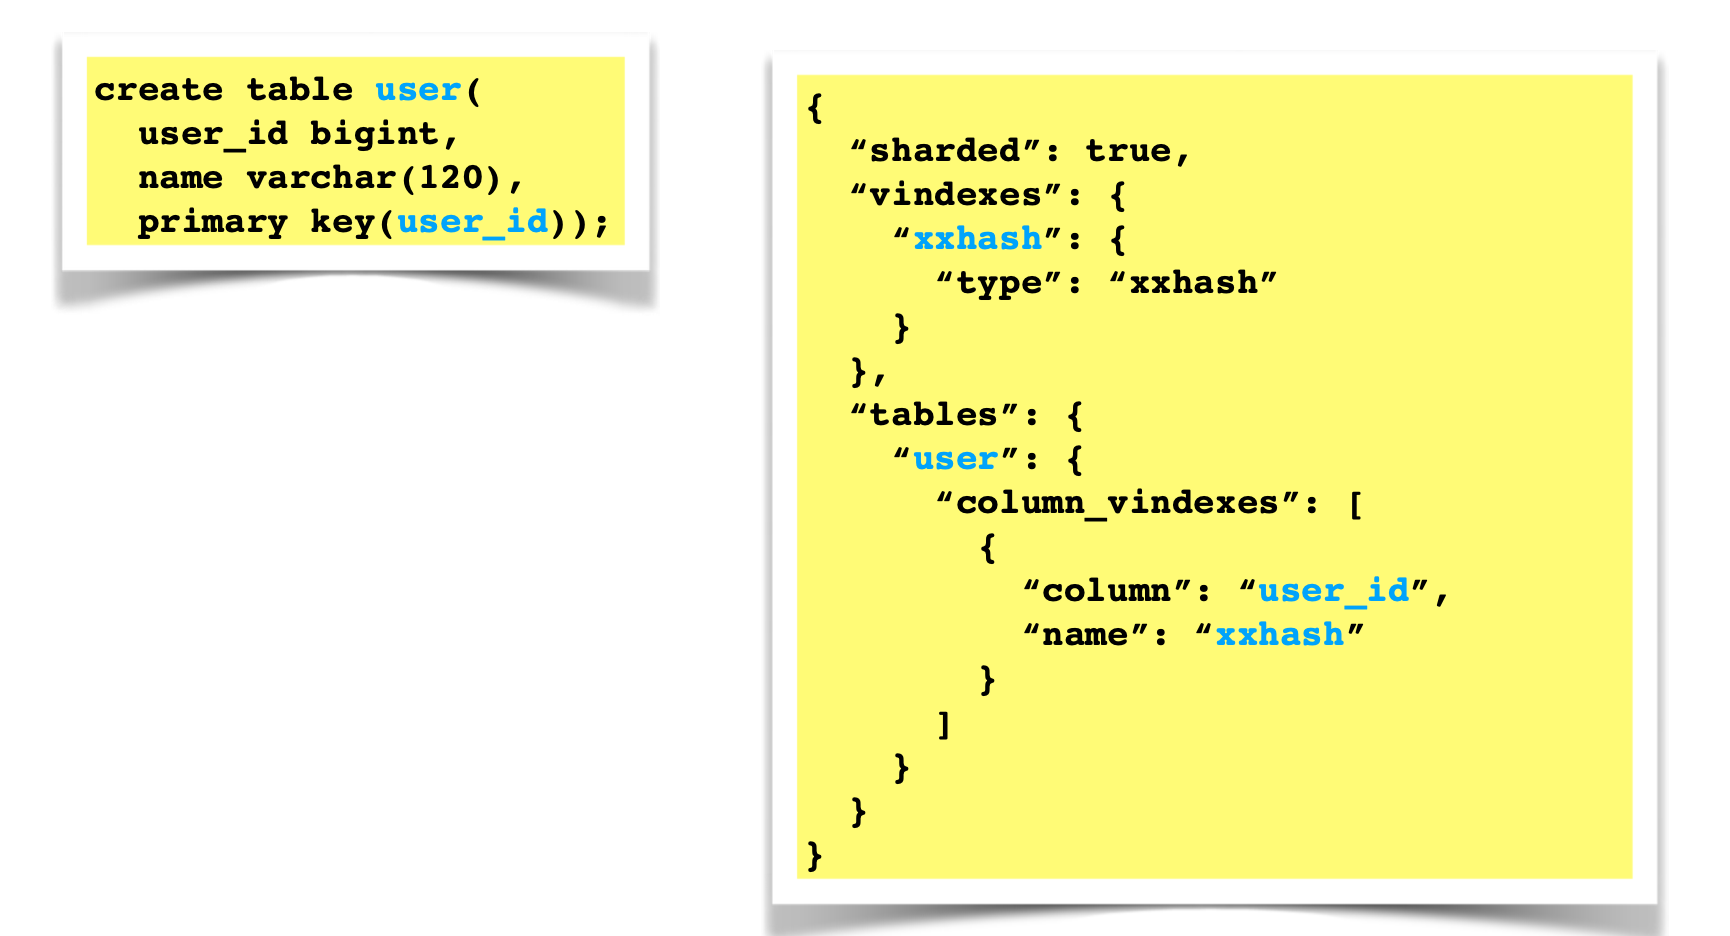 create table user(
  user_id bigint,
  name varchar(120),
  primary key(user_id));
{
  “sharded”: true,
  “vindexes”: {
    “xxhash”: {
      “type”: “xxhash”
    }
  },
  “tables”: {
    “user”: {
      “column_vindexes”: [
        {
          “column”: “user_id”,
          “name”: “xxhash”
        }
      ]
    }
  }
}